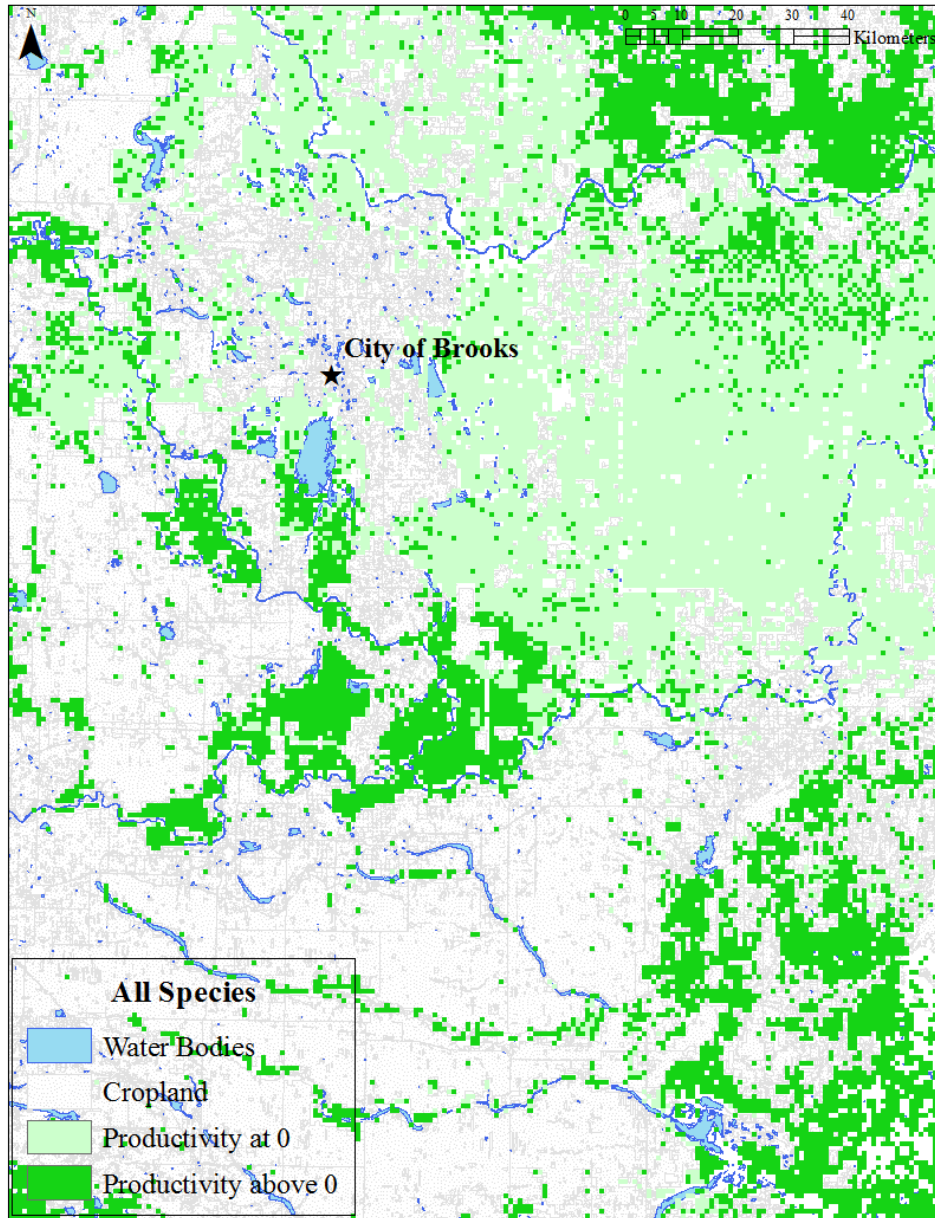 N
0 5 10 20 30 40
Kilometers
City of Brooks
All Species
Water Bodies
Cropland
Productivity at 0
Productivity above 0